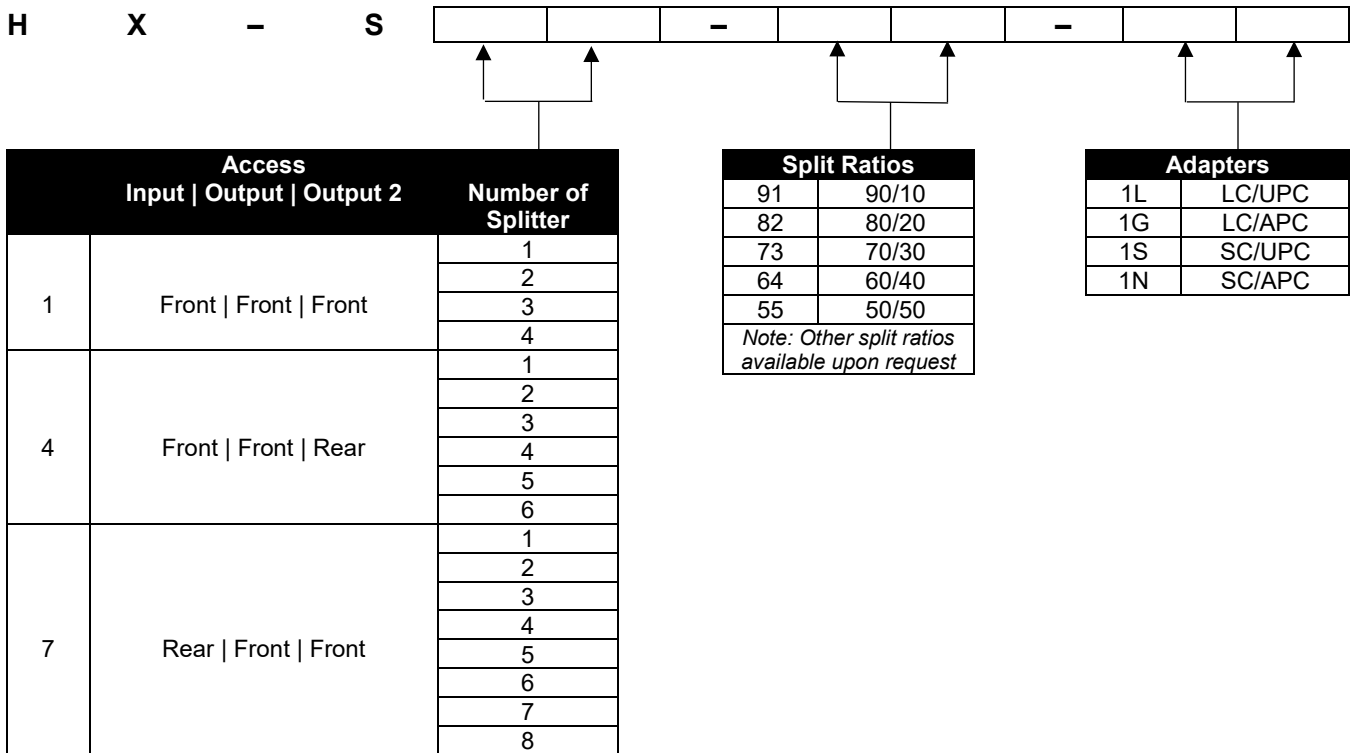 H X – S – –
Access
Input | Output | Output 2
Number of
Splitter
1 Front | Front | Front
1
2
3
4
4 Front | Front | Rear
1
2
3
4
5
6
7 Rear | Front | Front
1
2
3
4
5
6
7
8
Split Ratios
91 90/10
82 80/20
73 70/30
64 60/40
55 50/50
Note: Other split ratios
available upon request
Adapters
1L LC/UPC
1G LC/APC
1S SC/UPC
1N SC/APC